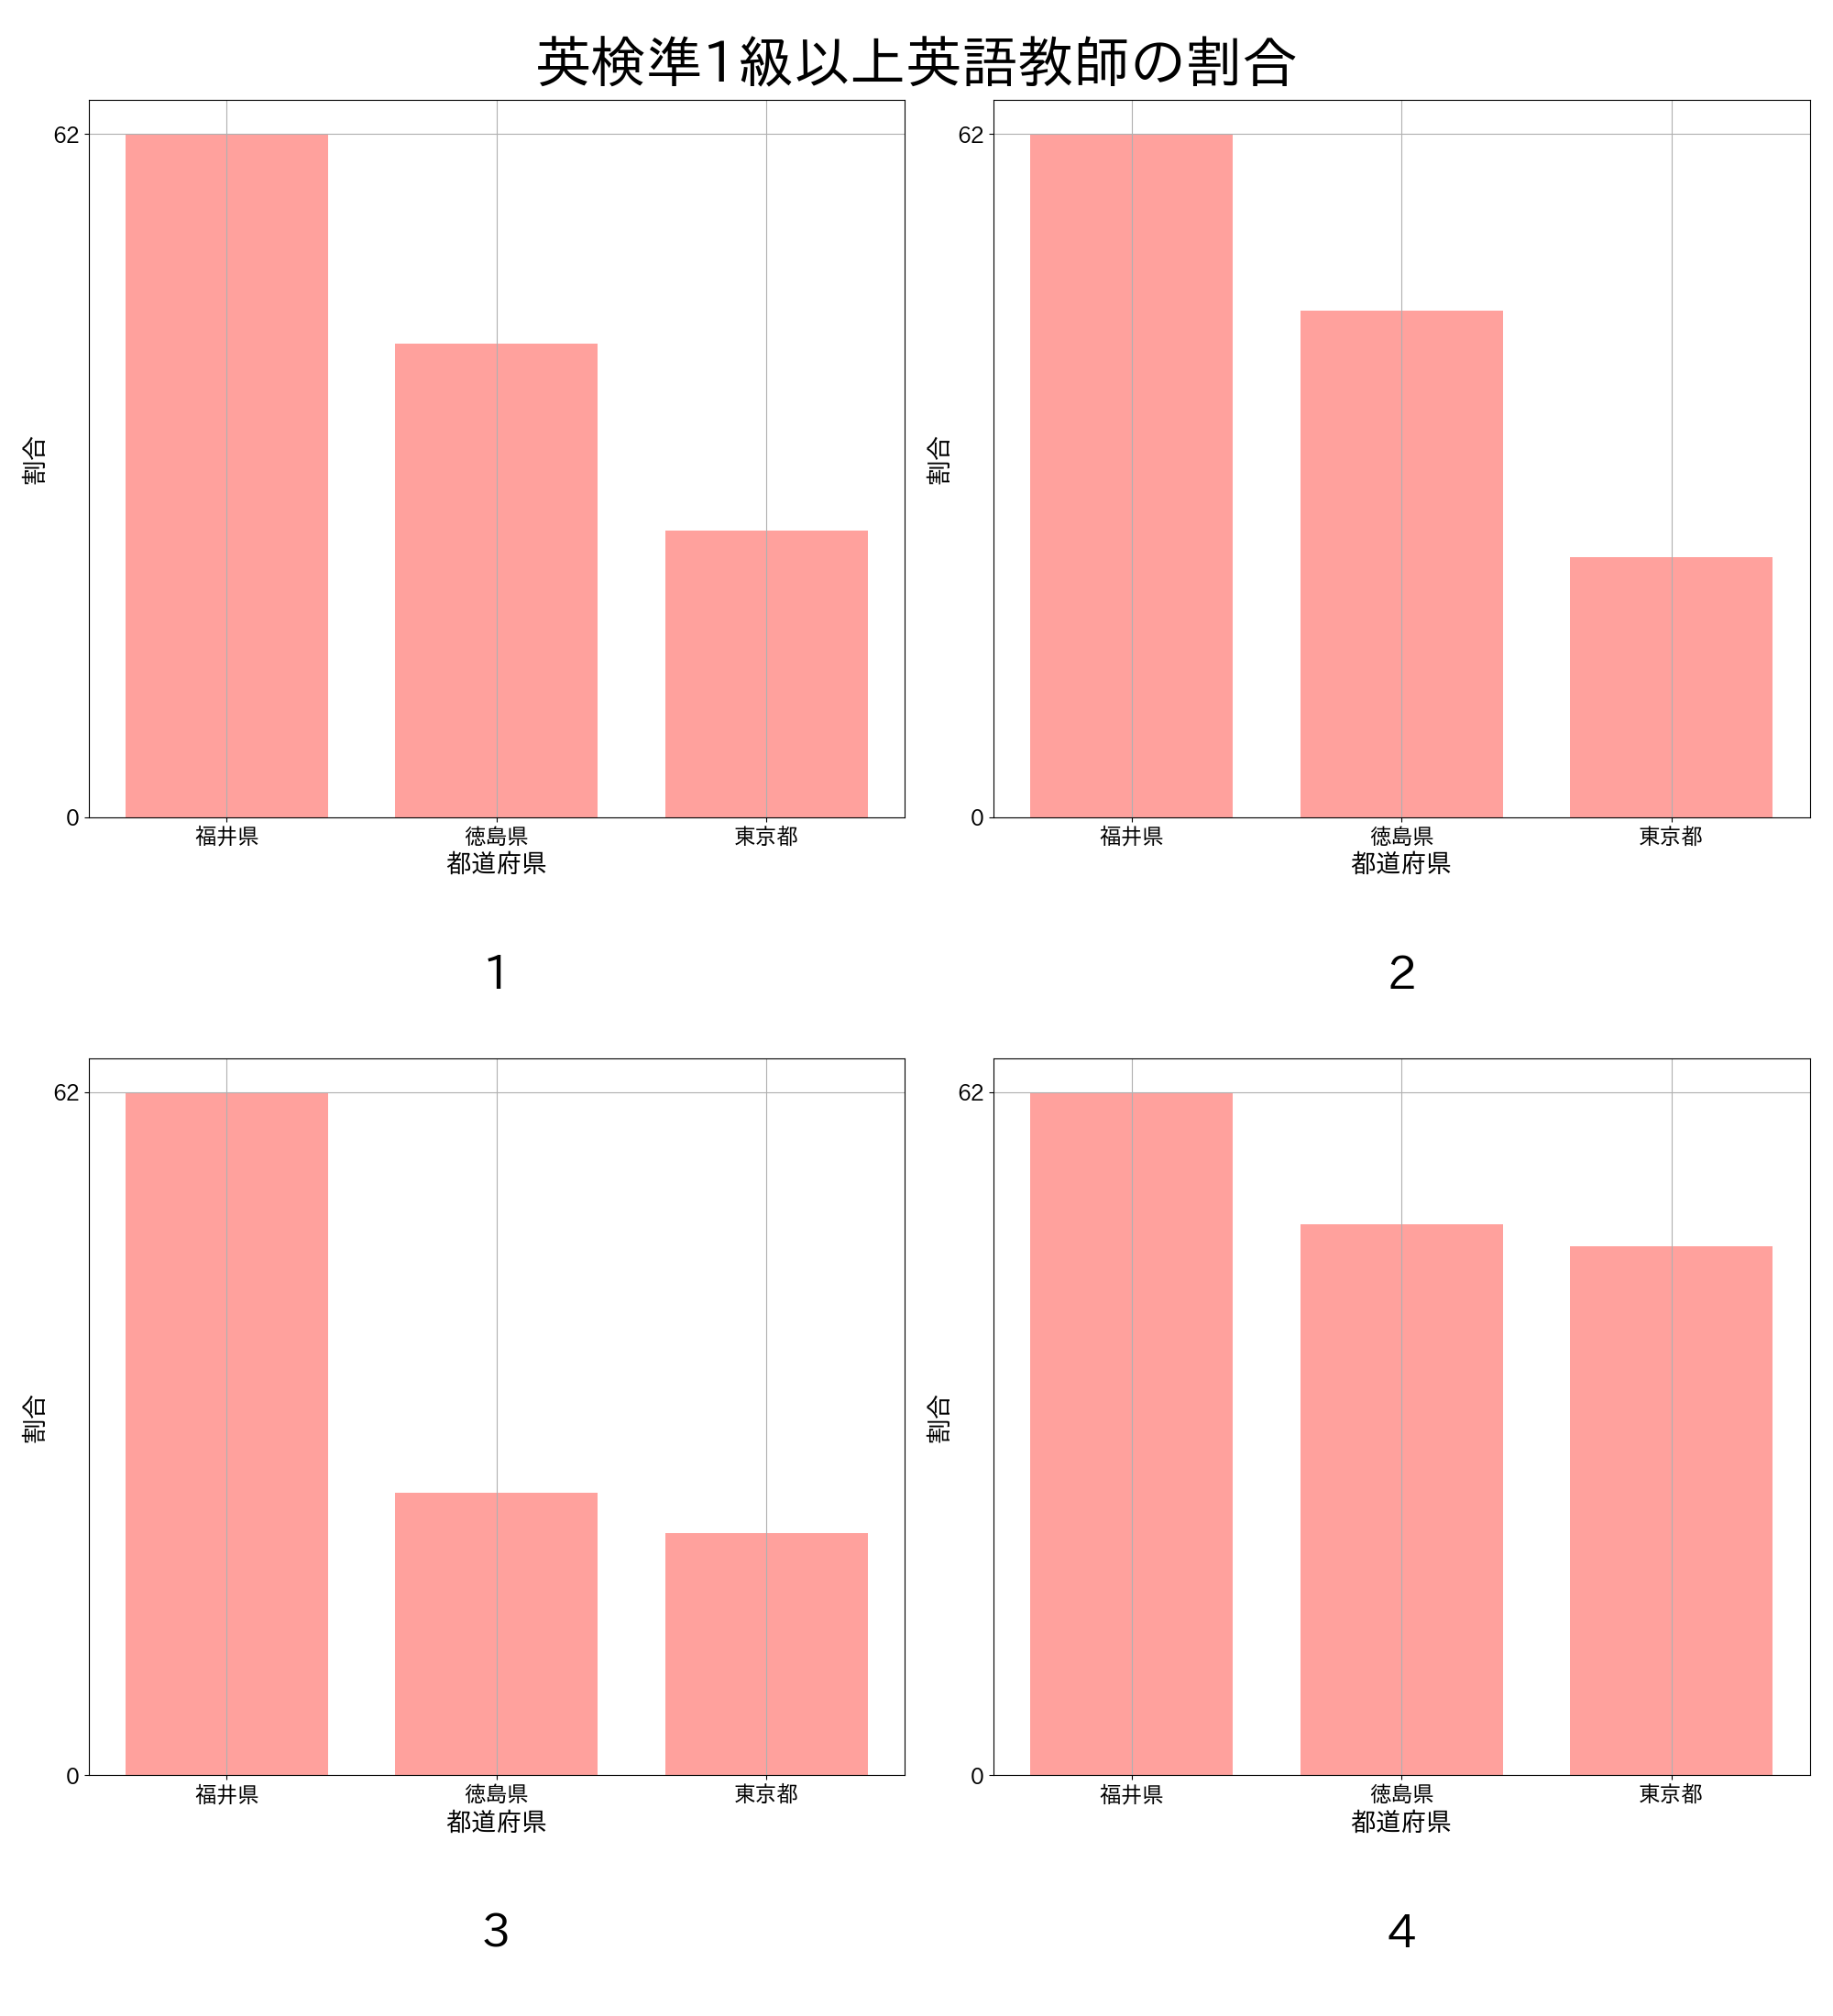 英検準1級以上英語教師の割合
62
0
割合
福井県 徳島県 東京都
都道府県
1
62
0
割合
福井県 徳島県 東京都
都道府県
2
62
0
割合
福井県 徳島県 東京都
都道府県
3
62
0
割合
福井県 徳島県 東京都
都道府県
4